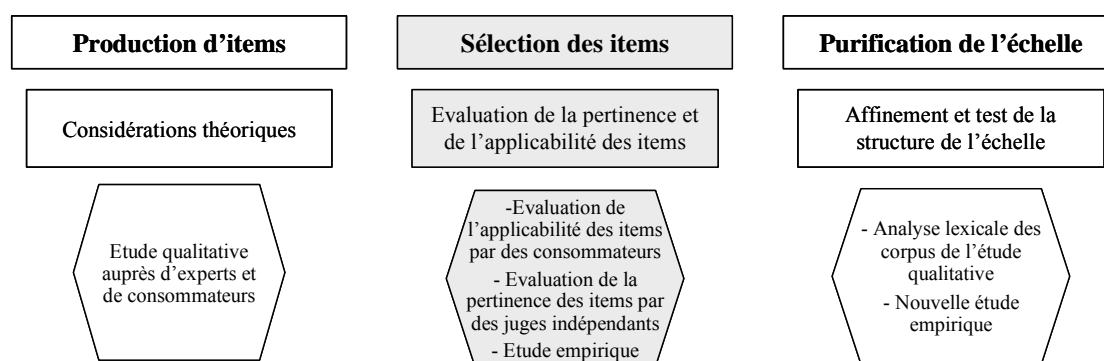 Production d'items
Sélection des items
Purification de l'échelle
Considérations théoriques
Evaluation de la pertinence et
de l'applicabilité des items
Affinement et test de la
structure de l'échelle
Etude qualitative
auprès d'experts et
de consommateurs
-Evaluation de
l'applicabilité des items
par des consommateurs
- Evaluation de la
pertinence des items par
des juges indépendants
- Etude empirique
- Analyse lexicale des
corpus de l'étude
qualitative
- Nouvelle étude
empirique